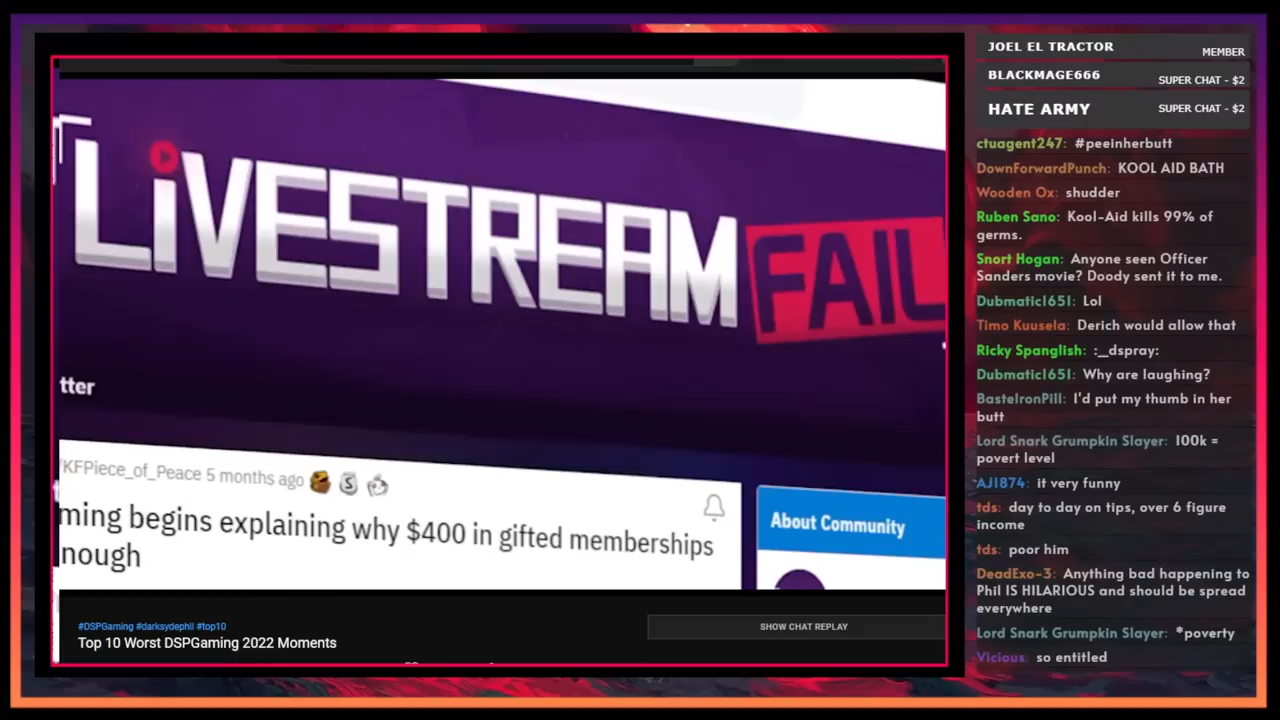 LiVESTREAM FAIL
tter
KFPiece_of_Peace 5 months ago
ming begins explaining why $400 in gifted memberships
nough
About Community
#DSPGaming #darksydephil #top10
Top 10 Worst DSPGaming 2022 Moments
SHOW CHAT REPLAY
JOEL EL TRACTOR MEMBER
BLACKMAGE666 SUPER CHAT - $2
HATE ARMY SUPER CHAT - $2
ctuagent247: #peeinherbutt
DownForwardPunch: KOOL AID BATH
Wooden Ox: shudder
Ruben Sano: Kool-Aid kills 99% of
germs.
Snort Hogan: Anyone seen Officer
Sanders movie? Doody sent it to me.
Dubmatic1651: Lol
Timo Kuusela: Derich would allow that
Ricky Spanglish: :__dspray:
Dubmatic1651: Why are laughing?
BasteIronPill: I'd put my thumb in her
butt
Lord Snark Grumpkin Slayer: 100k =
povert level
AJ1874: it very funny
tds: day to day on tips, over 6 figure
income
tds: poor him
DeadExo-3: Anything bad happening to
Phil IS HILARIOUS and should be spread
everywhere
Lord Snark Grumpkin Slayer: *poverty
Vicious: so entitled